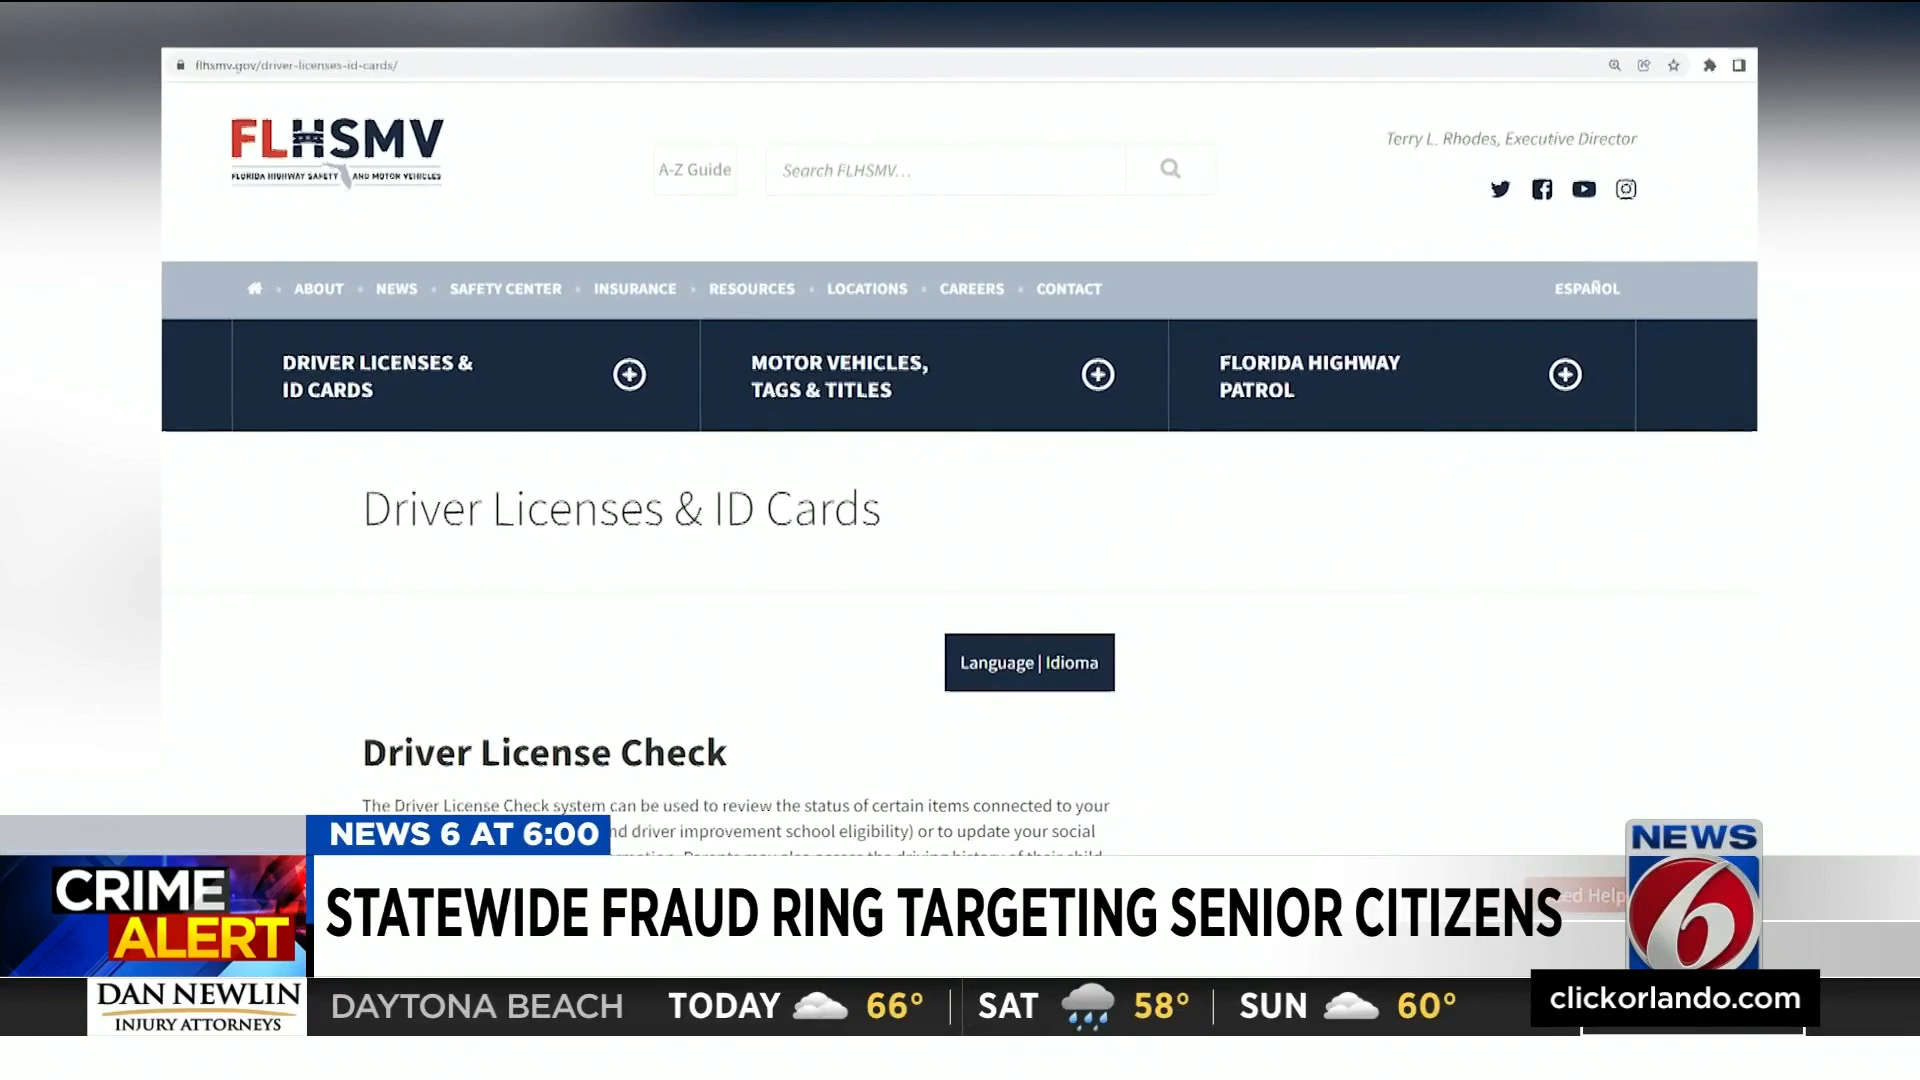 flhsmv.gov/driver-licenses-id-cards/
FLHSMV
FLORIDA HIGHWAY SAFETY AND MOTOR VEHICLES
A-Z Guide
Search FLHSMV...
Terry L. Rhodes, Executive Director
ABOUT NEWS SAFETY CENTER INSURANCE RESOURCES LOCATIONS CAREERS CONTACT ESPAÑOL
DRIVER LICENSES &
ID CARDS
MOTOR VEHICLES,
TAGS & TITLES
FLORIDA HIGHWAY
PATROL
Driver Licenses & ID Cards
Language | Idioma
Driver License Check
The Driver License Check system can be used to review the status of certain items connected to your
driver improvement school eligibility) or to update your social
NEWS 6 AT 6:00
CRIME
ALERT
STATEWIDE FRAUD RING TARGETING SENIOR CITIZENS
Help
NEWS
6
DAN NEWLIN
INJURY ATTORNEYS
DAYTONA BEACH TODAY 66° SAT 58° SUN 60°
clickorlando.com